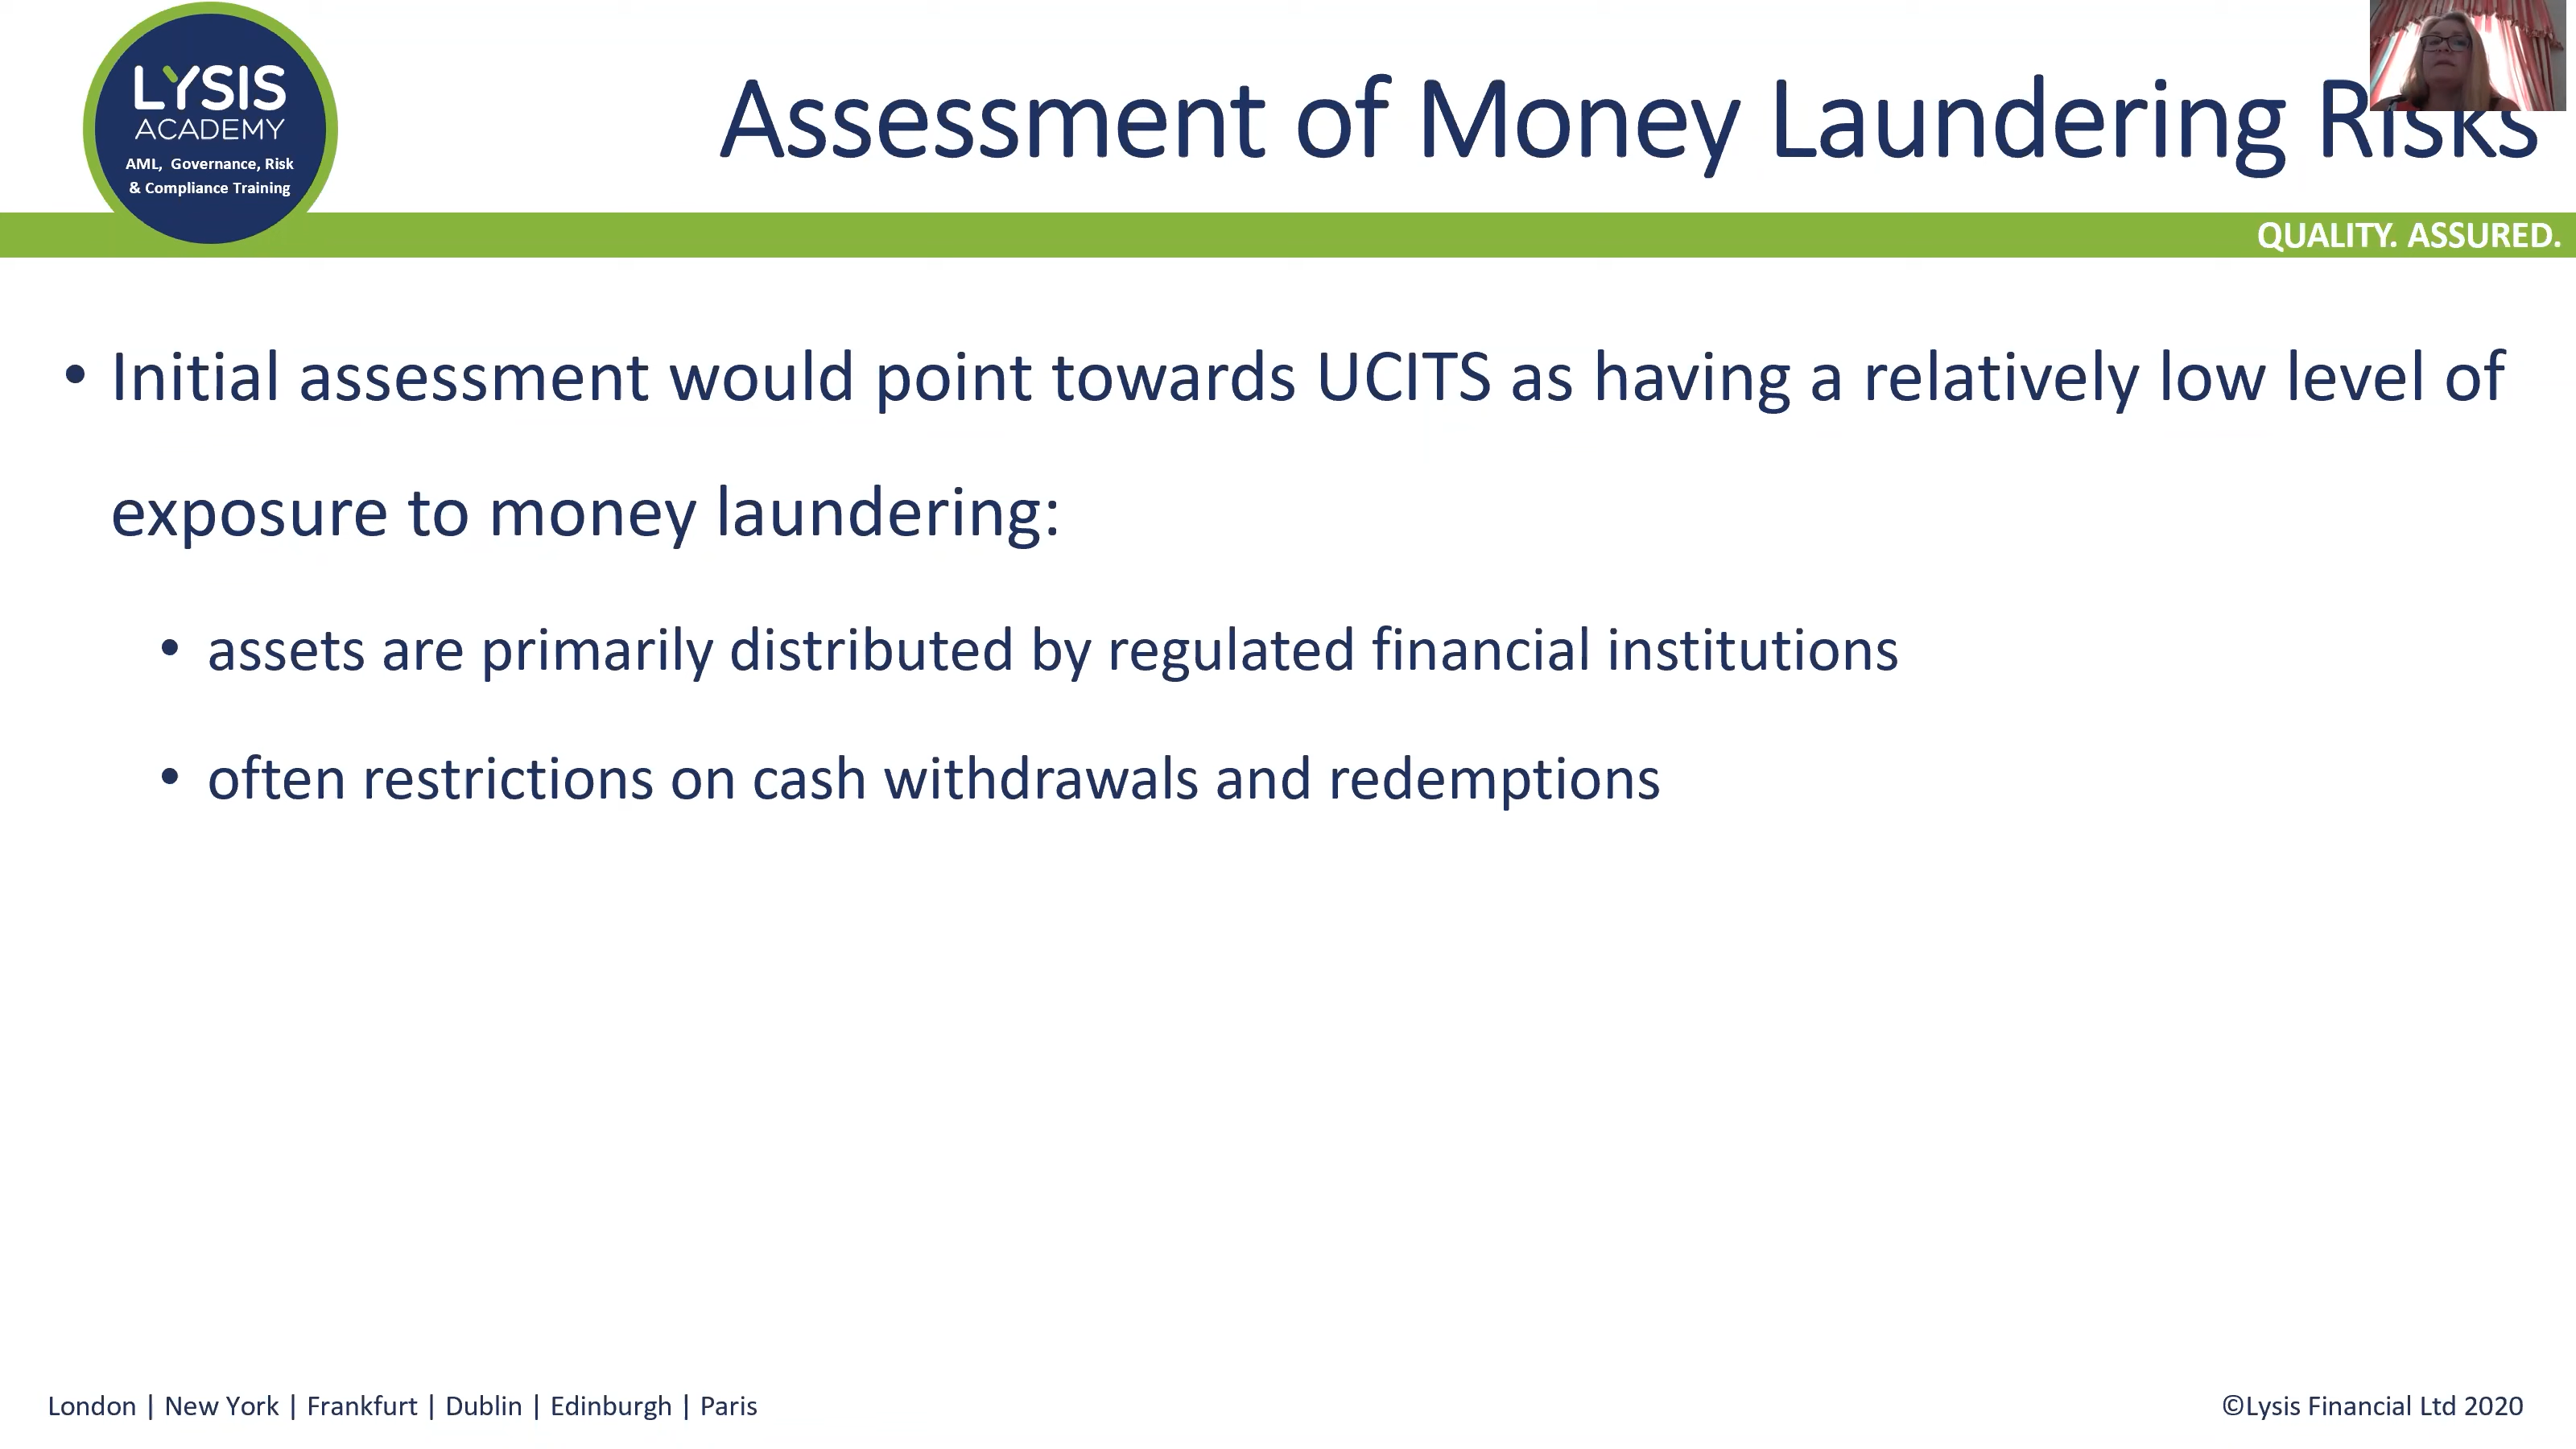 LYSIS
ACADEMY
AML, Governance, Risk
& Compliance Training
Assessment of Money Laundering Risks
QUALITY. ASSURED.
• Initial assessment would point towards UCITS as having a relatively low level of
exposure to money laundering:
• assets are primarily distributed by regulated financial institutions
• often restrictions on cash withdrawals and redemptions
London | New York | Frankfurt | Dublin | Edinburgh | Paris
©Lysis Financial Ltd 2020